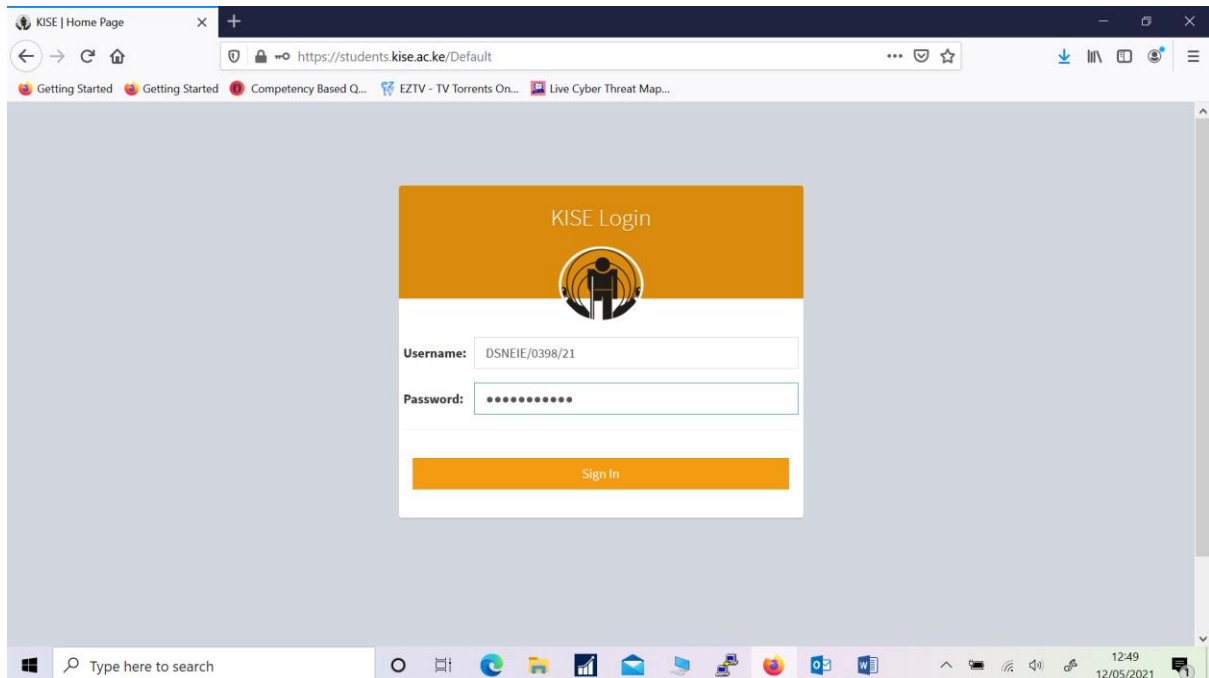 KISE | Home Page
https://students.kise.ac.ke/Default
Getting Started Getting Started Competency Based Q... EZTV - TV Torrents On... Live Cyber Threat Map...
KISE Login
Username: DSNEIE/0398/21
Password: ●●●●●●●●●●●
Sign In
Type here to search
12:49
12/05/2021
1